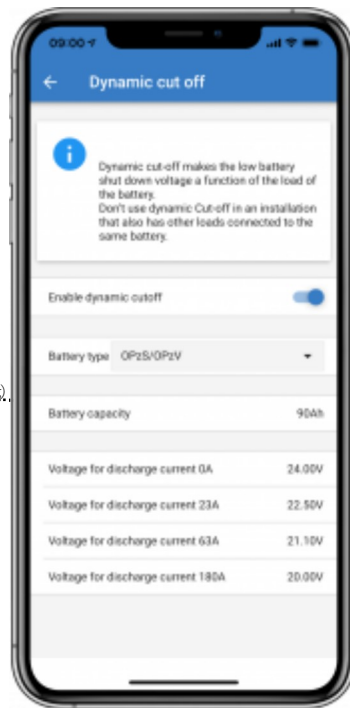 09:00
Dynamic cut off
Dynamic cut-off makes the low battery
shut down voltage a function of the load of
the battery.
Don't use dynamic Cut-off in an installation
that also has other loads connected to the
same battery.
Enable dynamic cutoff
Battery type OPzS/OPzV
Battery capacity 90Ah
Voltage for discharge current 0A 24.00V
Voltage for discharge current 23A 22.50V
Voltage for discharge current 63A 21.10V
Voltage for discharge current 180A 20.00V